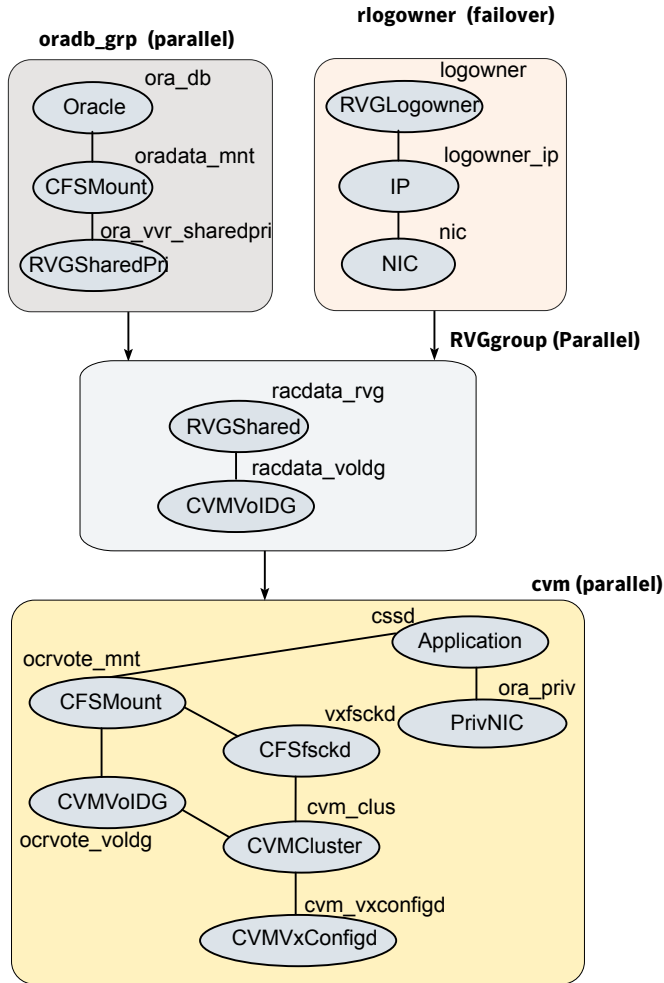 rlogowner (failover)
oradb_grp (parallel)
ora_db
Oracle
oradata_mnt
CFSMount
ora_vvr_sharedpri
RVGSharedPri
logowner
RVGLogowner
logowner_ip
IP
nic
NIC
RVGgroup (Parallel)
racdata_rvg
RVGShared
racdata_voldg
CVMVolDG
cvm (parallel)
cssd
Application
ocrvote_mnt
CFSMount
ora_priv
PrivNIC
vxfsckd
CFSfsckd
CVMVolDG
ocrvote_voldg
cvm_clus
CVMCluster
cvm_vxconfigd
CVMVxConfigd